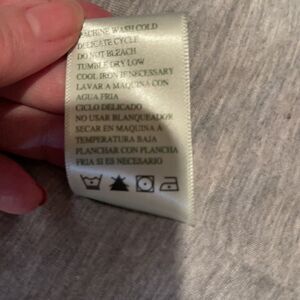 MACHINE WASH COLD
DELICATE CYCLE
DO NOT BLEACH
TUMBLE DRY LOW
COOL IRON IF NECESSARY
LAVAR A MAQUINA CON
AGUA FRIA
CICLO DELICADO
NO USAR BLANQUEADOR
SECAR EN MAQUINA A
TEMPERATURA BAJA
PLANCHAR CON PLANCHA
FRIA SI ES NECESARIO